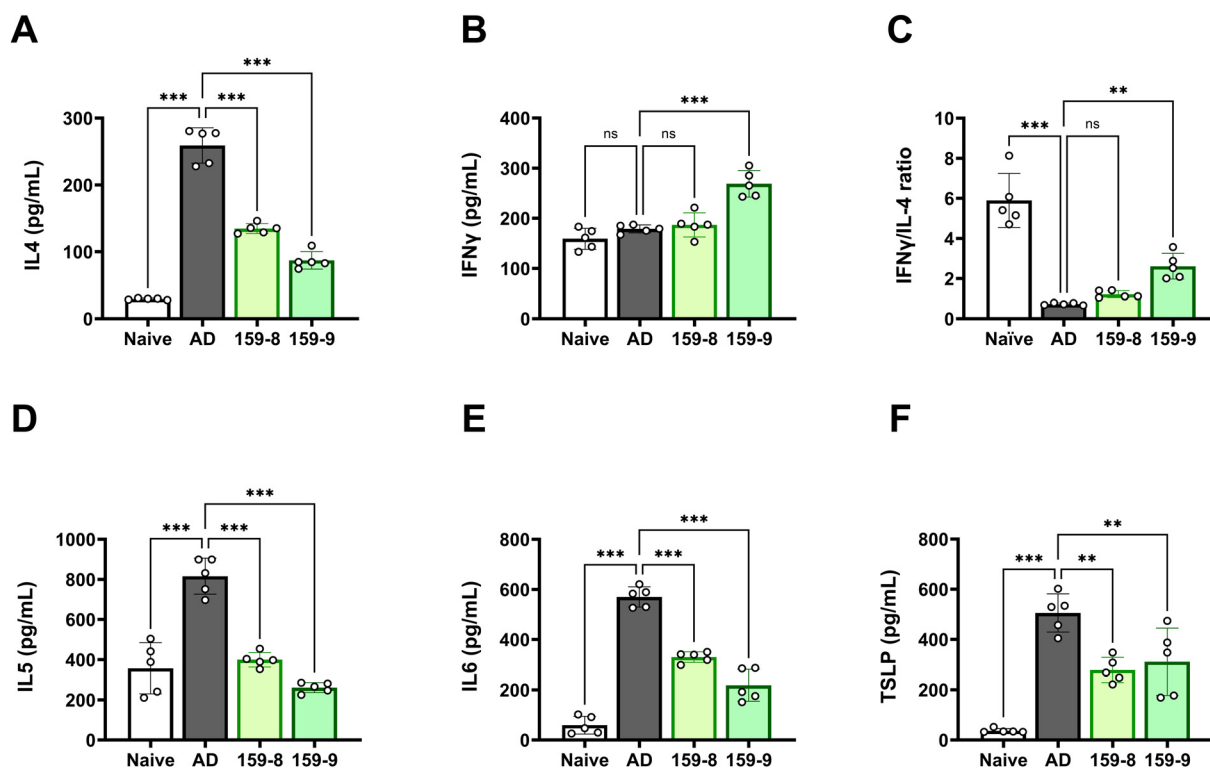 A
B
C
***
*** ***
IL4 (pg/mL)
300
200
100
0
Naive AD 159-8 159-9
***
ns ns
IFNγ (pg/mL)
400
300
200
100
0
Naive AD 159-8 159-9
**
*** ns
IFNγ/IL-4 ratio
10
8
6
4
2
0
Naïve AD 159-8 159-9
D
E
F
***
*** ***
IL5 (pg/mL)
1000
800
600
400
200
0
Naive AD 159-8 159-9
***
*** ***
IL6 (pg/mL)
800
600
400
200
0
Naive AD 159-8 159-9
**
*** **
TSLP (pg/mL)
800
600
400
200
0
Naive AD 159-8 159-9